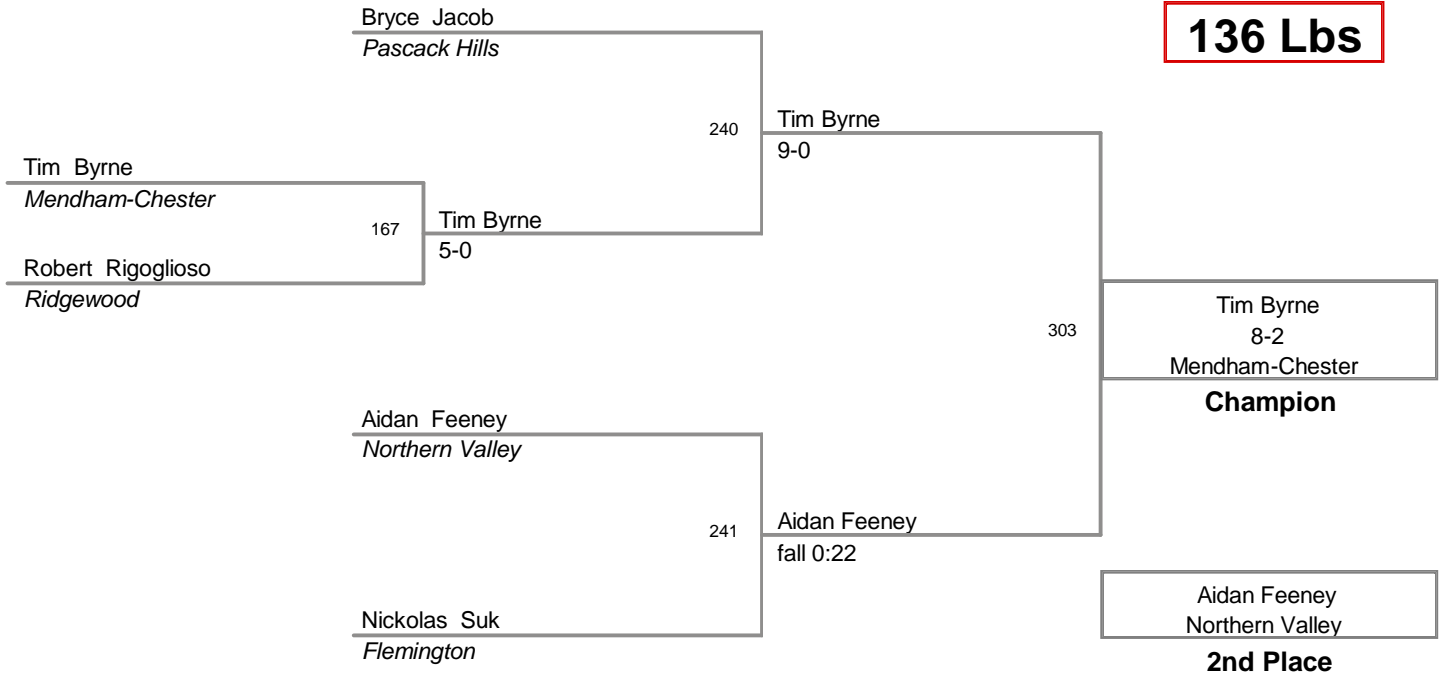 Bryce Jacob
Pascack Hills
136 Lbs
240
Tim Byrne
9-0
Tim Byrne
Mendham-Chester
167
Tim Byrne
5-0
Robert Rigoglioso
Ridgewood
303
Tim Byrne
8-2
Mendham-Chester
Champion
Aidan Feeney
Northern Valley
241
Aidan Feeney
fall 0:22
Nickolas Suk
Flemington
Aidan Feeney
Northern Valley
2nd Place